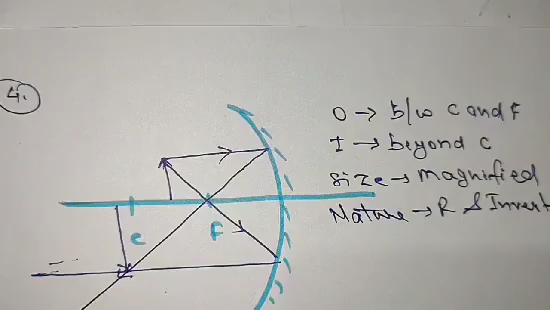 4.
O → b/w C and F
I → beyond C
size → magnified
Nature → R & Invert
C
F